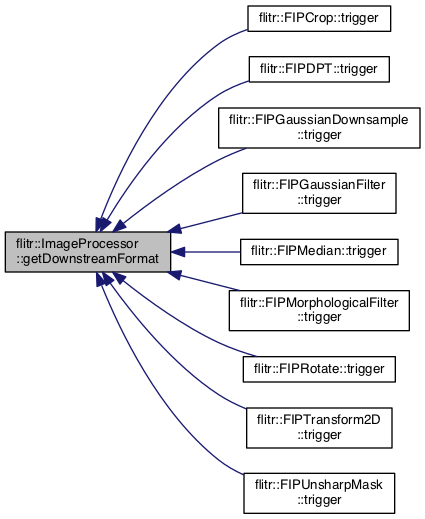 flitr::FIPCrop::trigger
flitr::FIPDPT::trigger
flitr::FIPGaussianDownsample
::trigger
flitr::FIPGaussianFilter
::trigger
flitr::ImageProcessor
::getDownstreamFormat
flitr::FIPMedian::trigger
flitr::FIPMorphologicalFilter
::trigger
flitr::FIPRotate::trigger
flitr::FIPTransform2D
::trigger
flitr::FIPUnsharpMask
::trigger